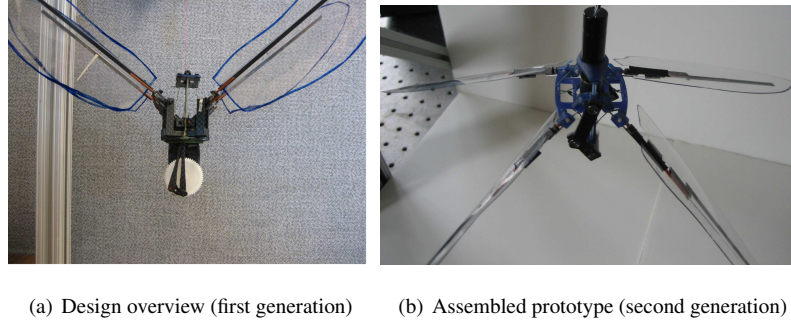 (a) Design overview (first generation)
(b) Assembled prototype (second generation)